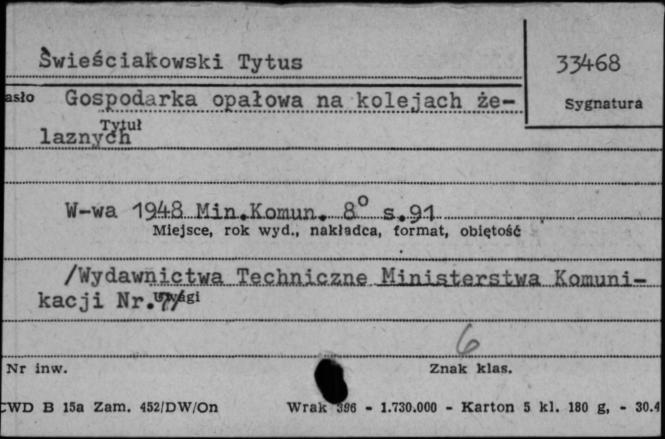 Świeściakowski Tytus
33468
asło Gospodarka opałowa na kolejach że-
Sygnatura
Tytuł
laznych
W-wa 1948 Min.Komun. 8° s.91
Miejsce, rok wyd., nakładca, format, objętość
/Wydawnictwa Techniczne Ministerstwa Komuni-
kacji Nr.
Uwagi
6
Nr inw.
Znak klas.
CWD B 15a Zam. 452/DW/On Wrak 396 - 1.730.000 - Karton 5 kl. 180 g, - 30.4